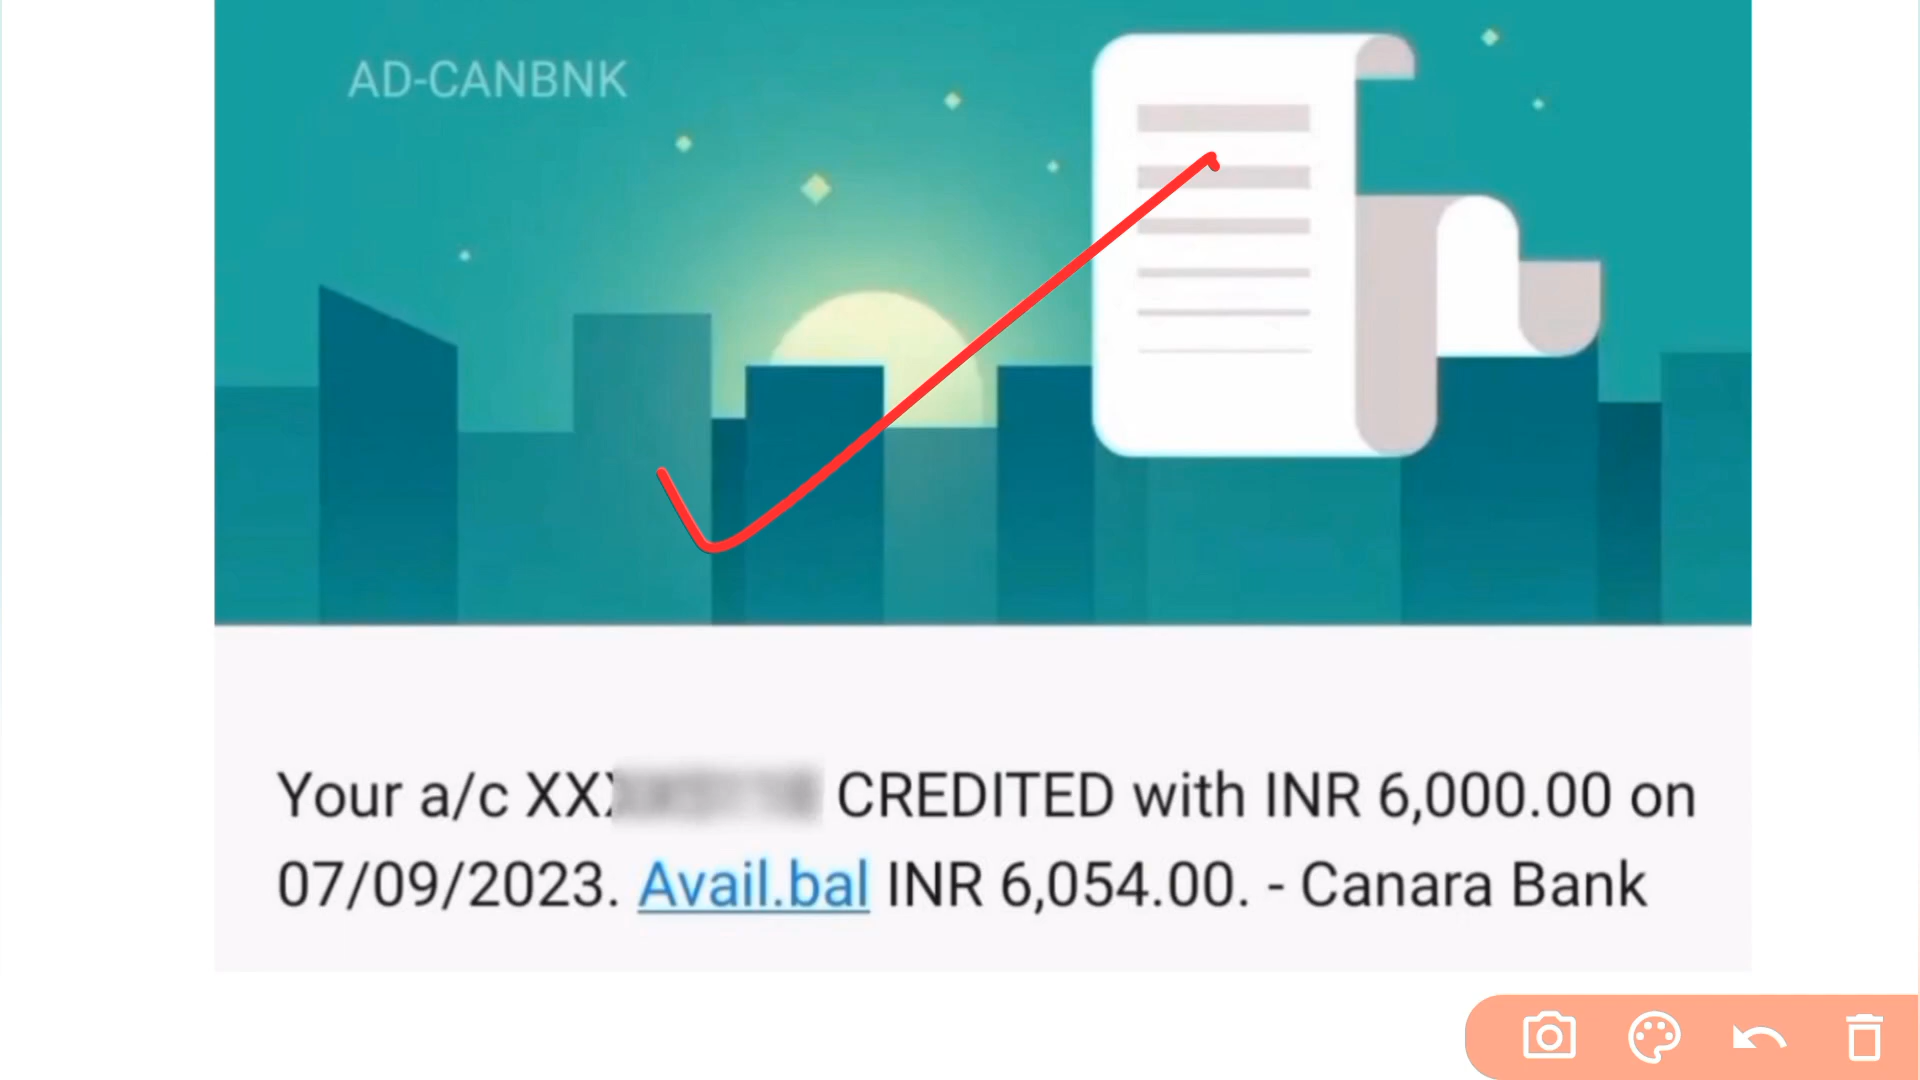 AD-CANBNK
Your a/c XXX CREDITED with INR 6,000.00 on
07/09/2023. Avail.bal INR 6,054.00. - Canara Bank